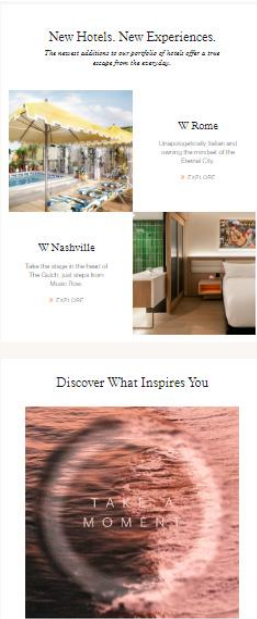 New Hotels. New Experiences.
The newest additions to our portfolio of hotels offer a true
escape from the everyday.
W Rome
Unapologetically Italian and
owning the mindset of the
Eternal City.
EXPLORE
W Nashville
Take the stage in the heart of
The Gulch, just steps from
Music Row.
EXPLORE
Discover What Inspires You
TAKE A
MOMENT